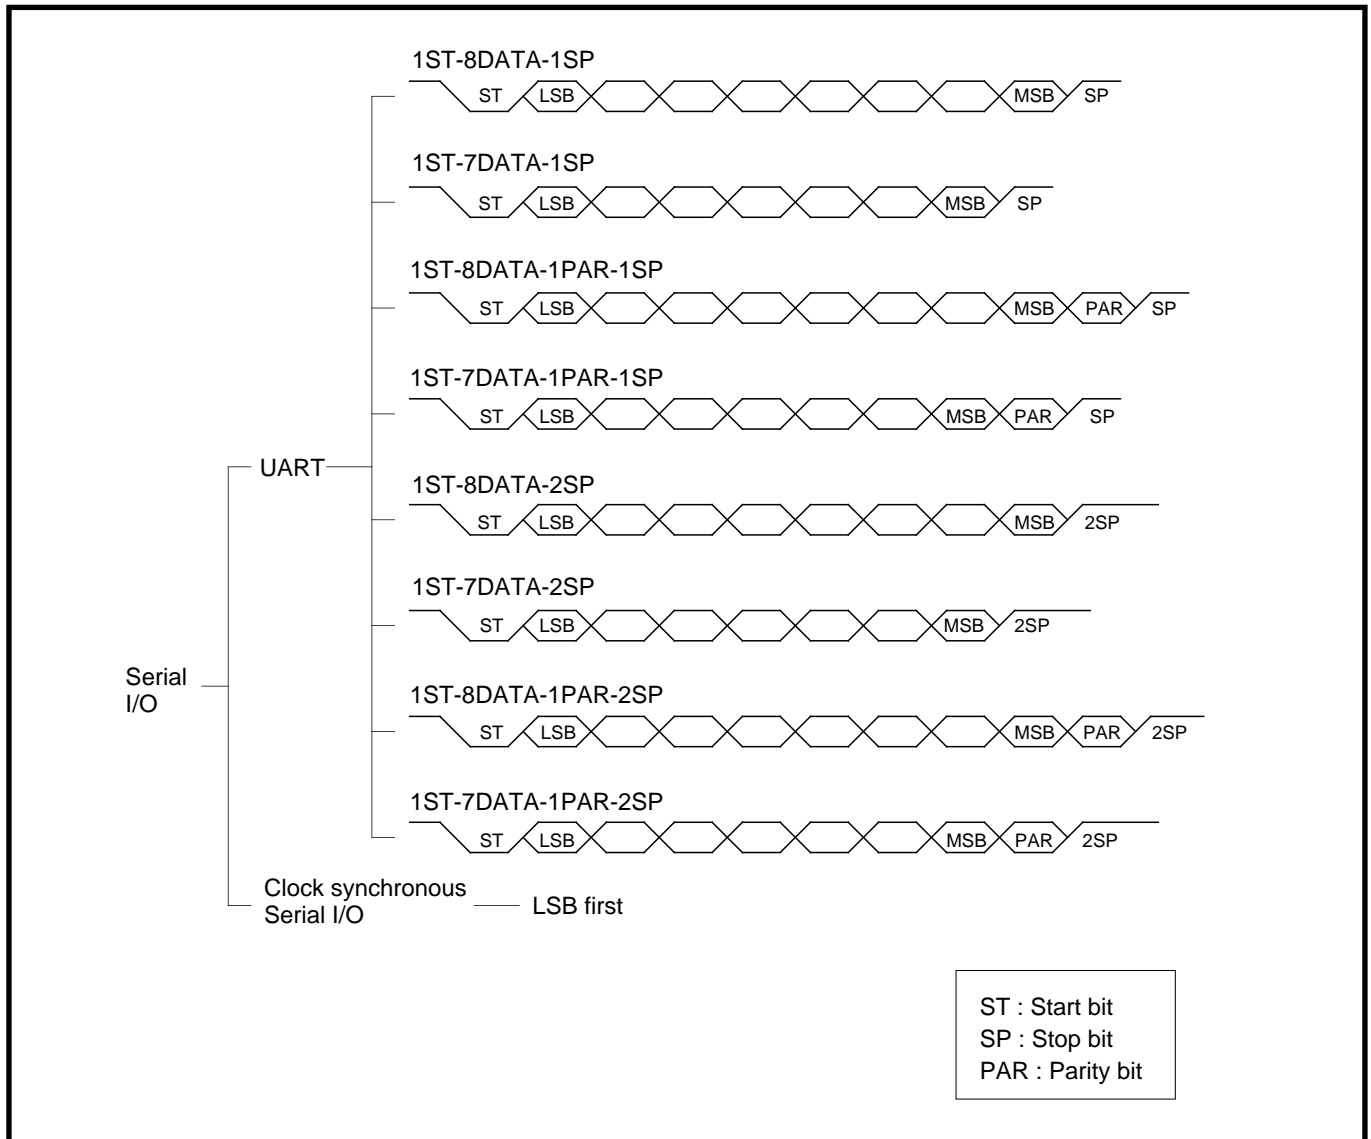 1ST-8DATA-1SP
ST LSB MSB SP
1ST-7DATA-1SP
ST LSB MSB SP
1ST-8DATA-1PAR-1SP
ST LSB MSB PAR SP
1ST-7DATA-1PAR-1SP
ST LSB MSB PAR SP
UART
1ST-8DATA-2SP
ST LSB MSB 2SP
1ST-7DATA-2SP
ST LSB MSB 2SP
Serial
I/O
1ST-8DATA-1PAR-2SP
ST LSB MSB PAR 2SP
1ST-7DATA-1PAR-2SP
ST LSB MSB PAR 2SP
Clock synchronous
Serial I/O
LSB first
ST : Start bit
SP : Stop bit
PAR : Parity bit